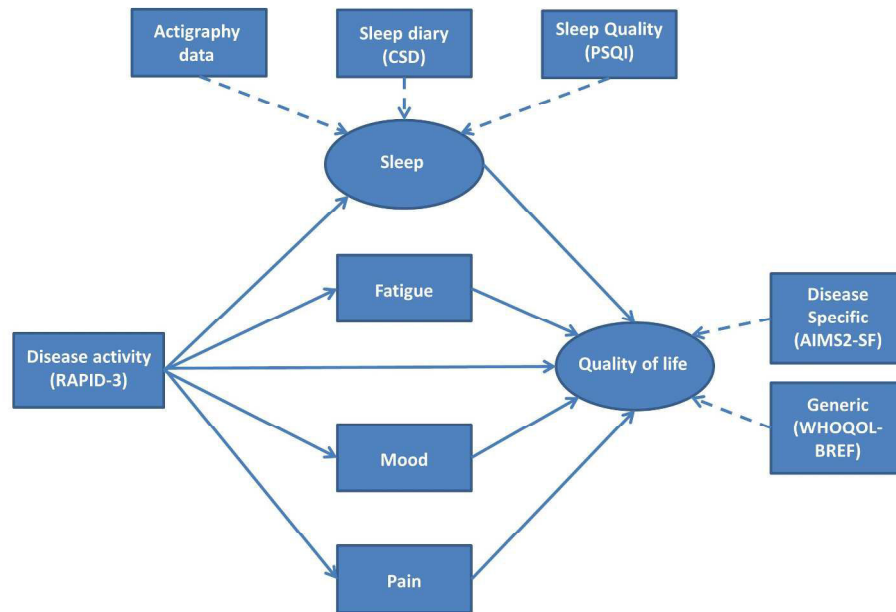 Actigraphy
data
Sleep diary
(CSD)
Sleep Quality
(PSQI)
Sleep
Fatigue
Disease
Specific
(AIMS2-SF)
Disease activity
(RAPID-3)
Quality of life
Generic
(WHOQOL-
BREF)
Mood
Pain